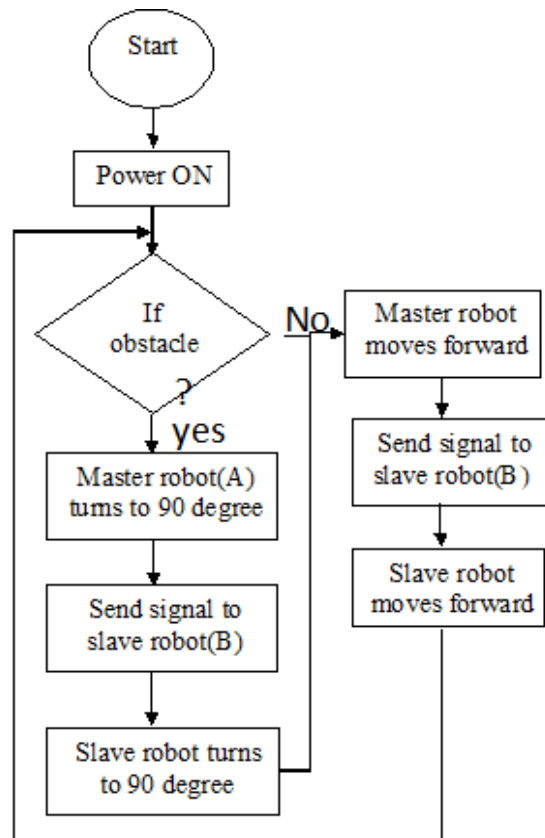 Start
Power ON
If
obstacle
?
No
yes
Master robot(A)
turns to 90 degree
Send signal to
slave robot(B)
Slave robot turns
to 90 degree
Master robot
moves forward
Send signal to
slave robot(B)
Slave robot
moves forward